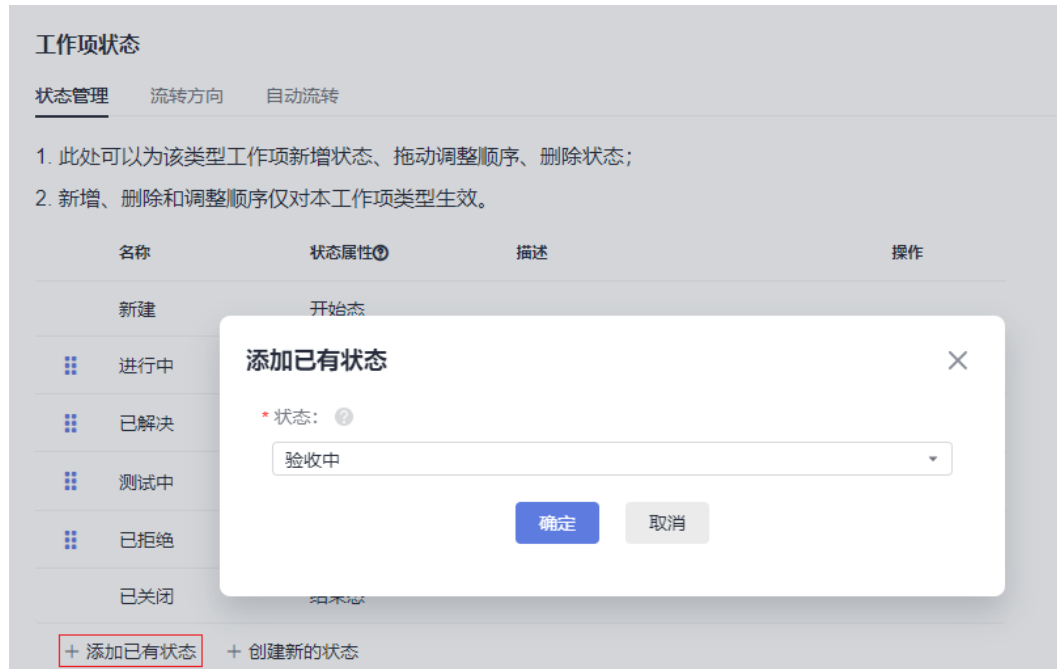 工作项状态
状态管理 流转方向 自动流转
1. 此处可以为该类型工作项新增状态、拖动调整顺序、删除状态；
2. 新增、删除和调整顺序仅对本工作项类型生效。
名称 状态属性 描述 操作
新建 开始态
进行中
添加已有状态
* 状态：
已解决
验收中
测试中
确定 取消
已拒绝
已关闭 结束态
+ 添加已有状态 + 创建新的状态